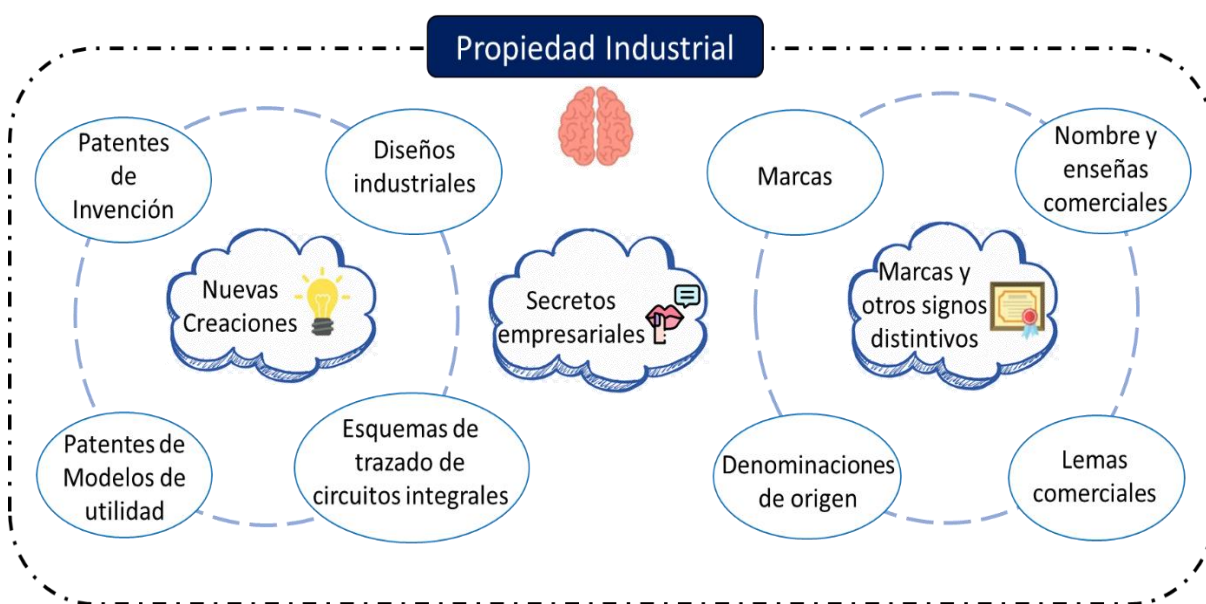 Propiedad Industrial
Patentes
de
Invención
Diseños
industriales
Nuevas
Creaciones
Patentes de
Modelos de
utilidad
Esquemas de
trazado de
circuitos integrales
Secretos
empresariales
Marcas
Nombre y
enseñas
comerciales
Marcas y
otros signos
distintivos
Denominaciones
de origen
Lemas
comerciales